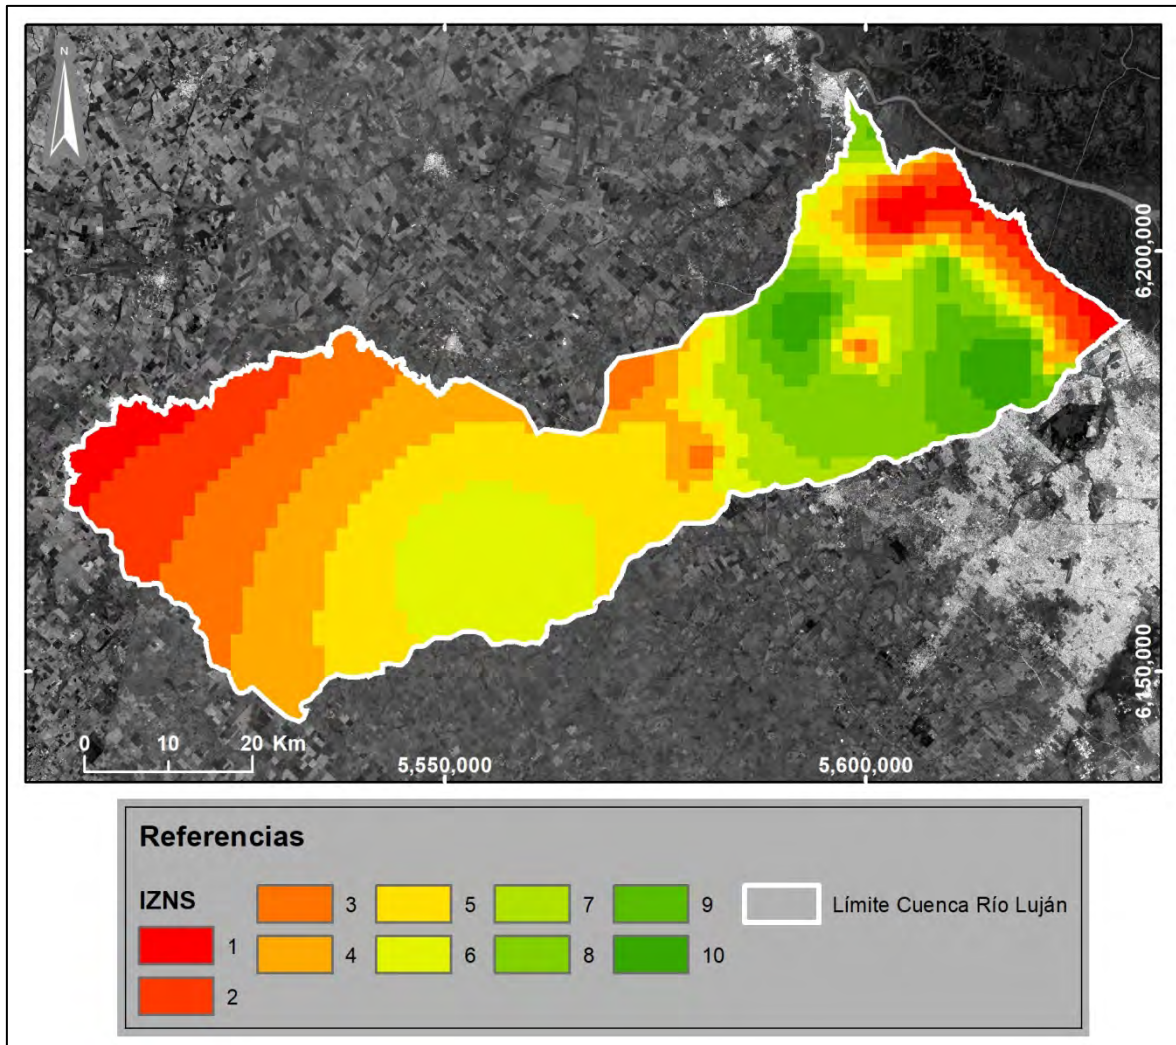 N
6,200,000
6,150,000
0 10 20 Km
5,550,000 5,600,000
Referencias
IZNS
3 5 7 9 Límite Cuenca Río Luján
1
4 6 8 10
2